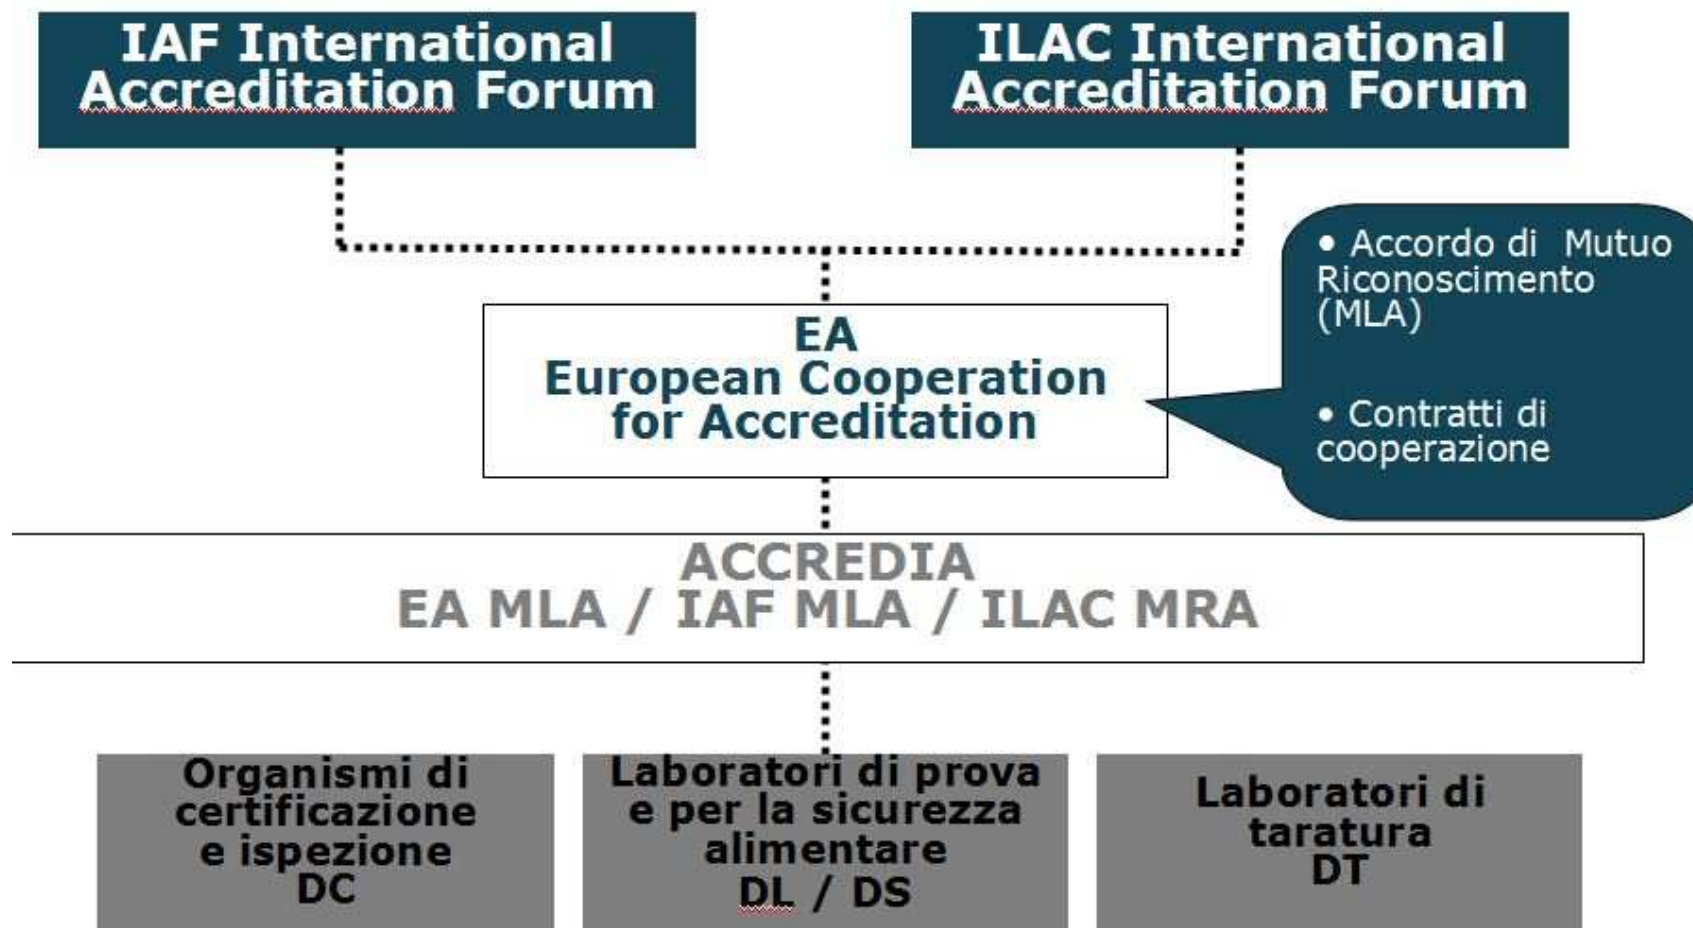 IAF International
Accreditation Forum
ILAC International
Accreditation Forum
• Accordo di Mutuo
Riconoscimento
(MLA)
• Contratti di
cooperazione
EA
European Cooperation
for Accreditation
ACCREDIA
EA MLA / IAF MLA / ILAC MRA
Organismi di
certificazione
e ispezione
DC
Laboratori di prova
e per la sicurezza
alimentare
DL / DS
Laboratori di
taratura
DT